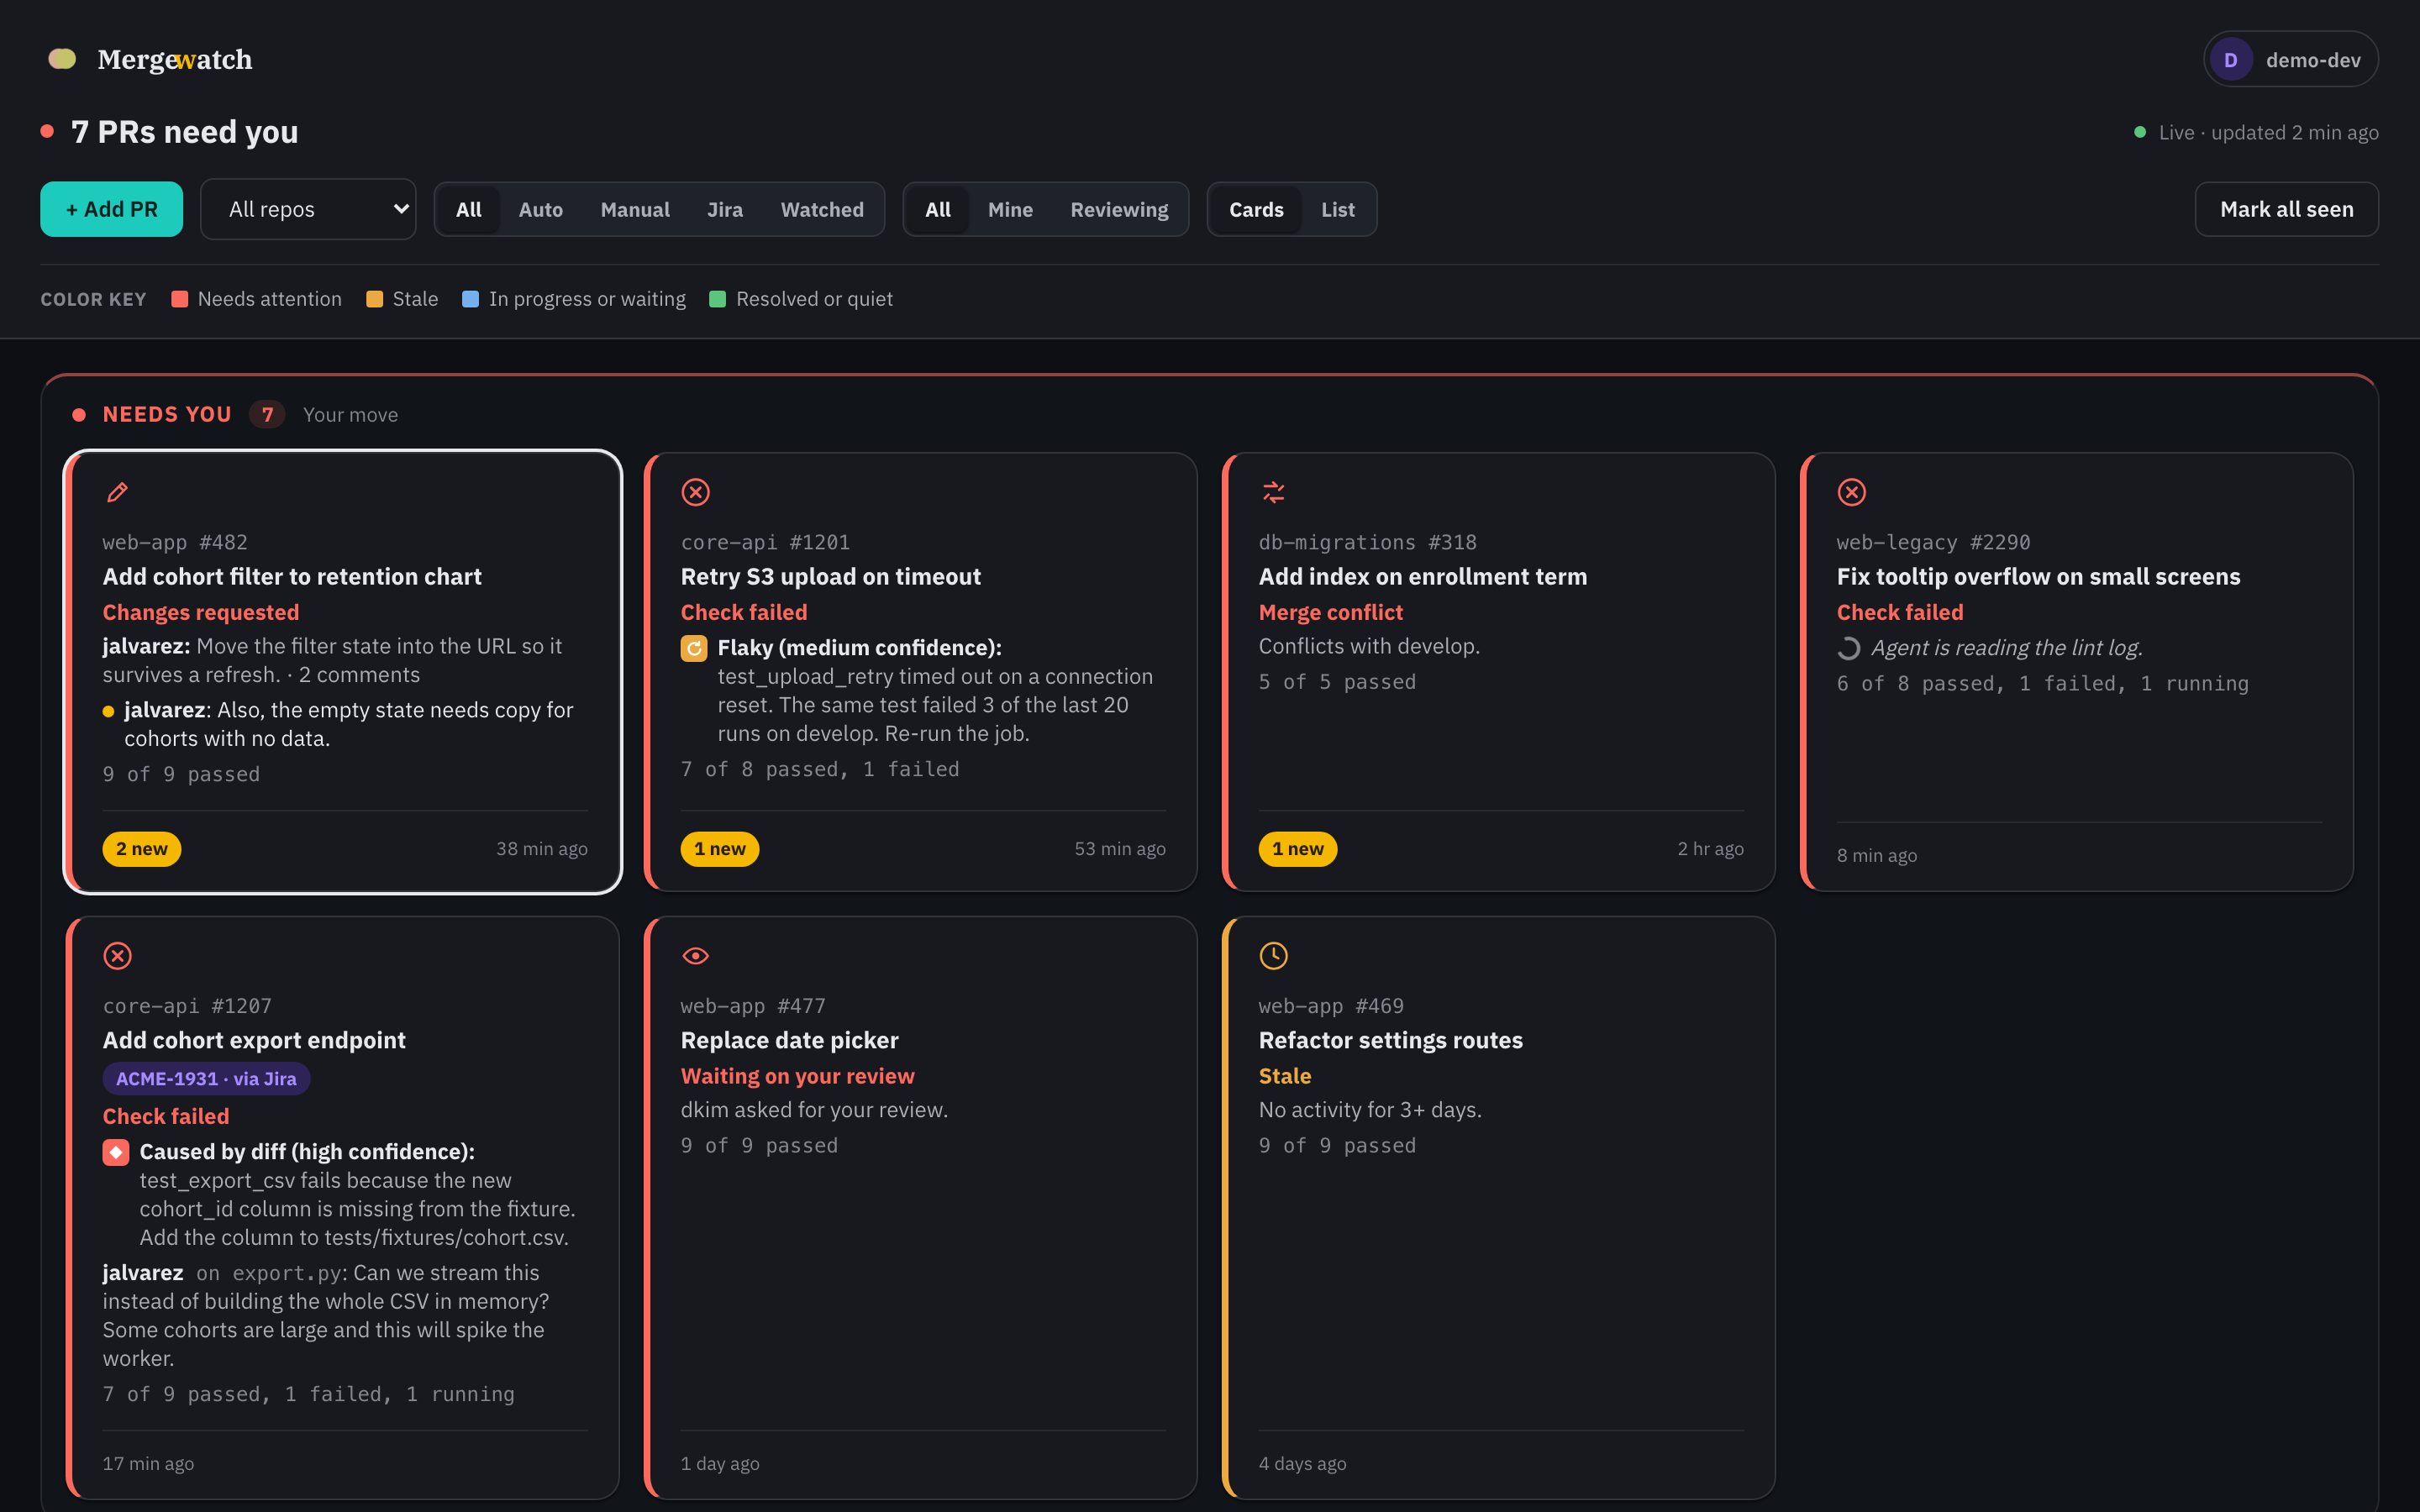 Mergewatch
D demo-dev
7 PRs need you
Live · updated 2 min ago
+ Add PR All repos All Auto Manual Jira Watched All Mine Reviewing Cards List Mark all seen
COLOR KEY Needs attention Stale In progress or waiting Resolved or quiet
NEEDS YOU 7 Your move
web-app #482
Add cohort filter to retention chart
Changes requested
jalvarez: Move the filter state into the URL so it
survives a refresh. · 2 comments
jalvarez: Also, the empty state needs copy for
cohorts with no data.
9 of 9 passed
2 new 38 min ago
core-api #1201
Retry S3 upload on timeout
Check failed
Flaky (medium confidence):
test_upload_retry timed out on a connection
reset. The same test failed 3 of the last 20
runs on develop. Re-run the job.
7 of 8 passed, 1 failed
1 new 53 min ago
db-migrations #318
Add index on enrollment term
Merge conflict
Conflicts with develop.
5 of 5 passed
1 new 2 hr ago
web-legacy #2290
Fix tooltip overflow on small screens
Check failed
Agent is reading the lint log.
6 of 8 passed, 1 failed, 1 running
8 min ago
core-api #1207
Add cohort export endpoint
ACME-1931 · via Jira
Check failed
Caused by diff (high confidence):
test_export_csv fails because the new
cohort_id column is missing from the fixture.
Add the column to tests/fixtures/cohort.csv.
jalvarez on export.py: Can we stream this
instead of building the whole CSV in memory?
Some cohorts are large and this will spike the
worker.
7 of 9 passed, 1 failed, 1 running
17 min ago
web-app #477
Replace date picker
Waiting on your review
dkim asked for your review.
9 of 9 passed
1 day ago
web-app #469
Refactor settings routes
Stale
No activity for 3+ days.
9 of 9 passed
4 days ago